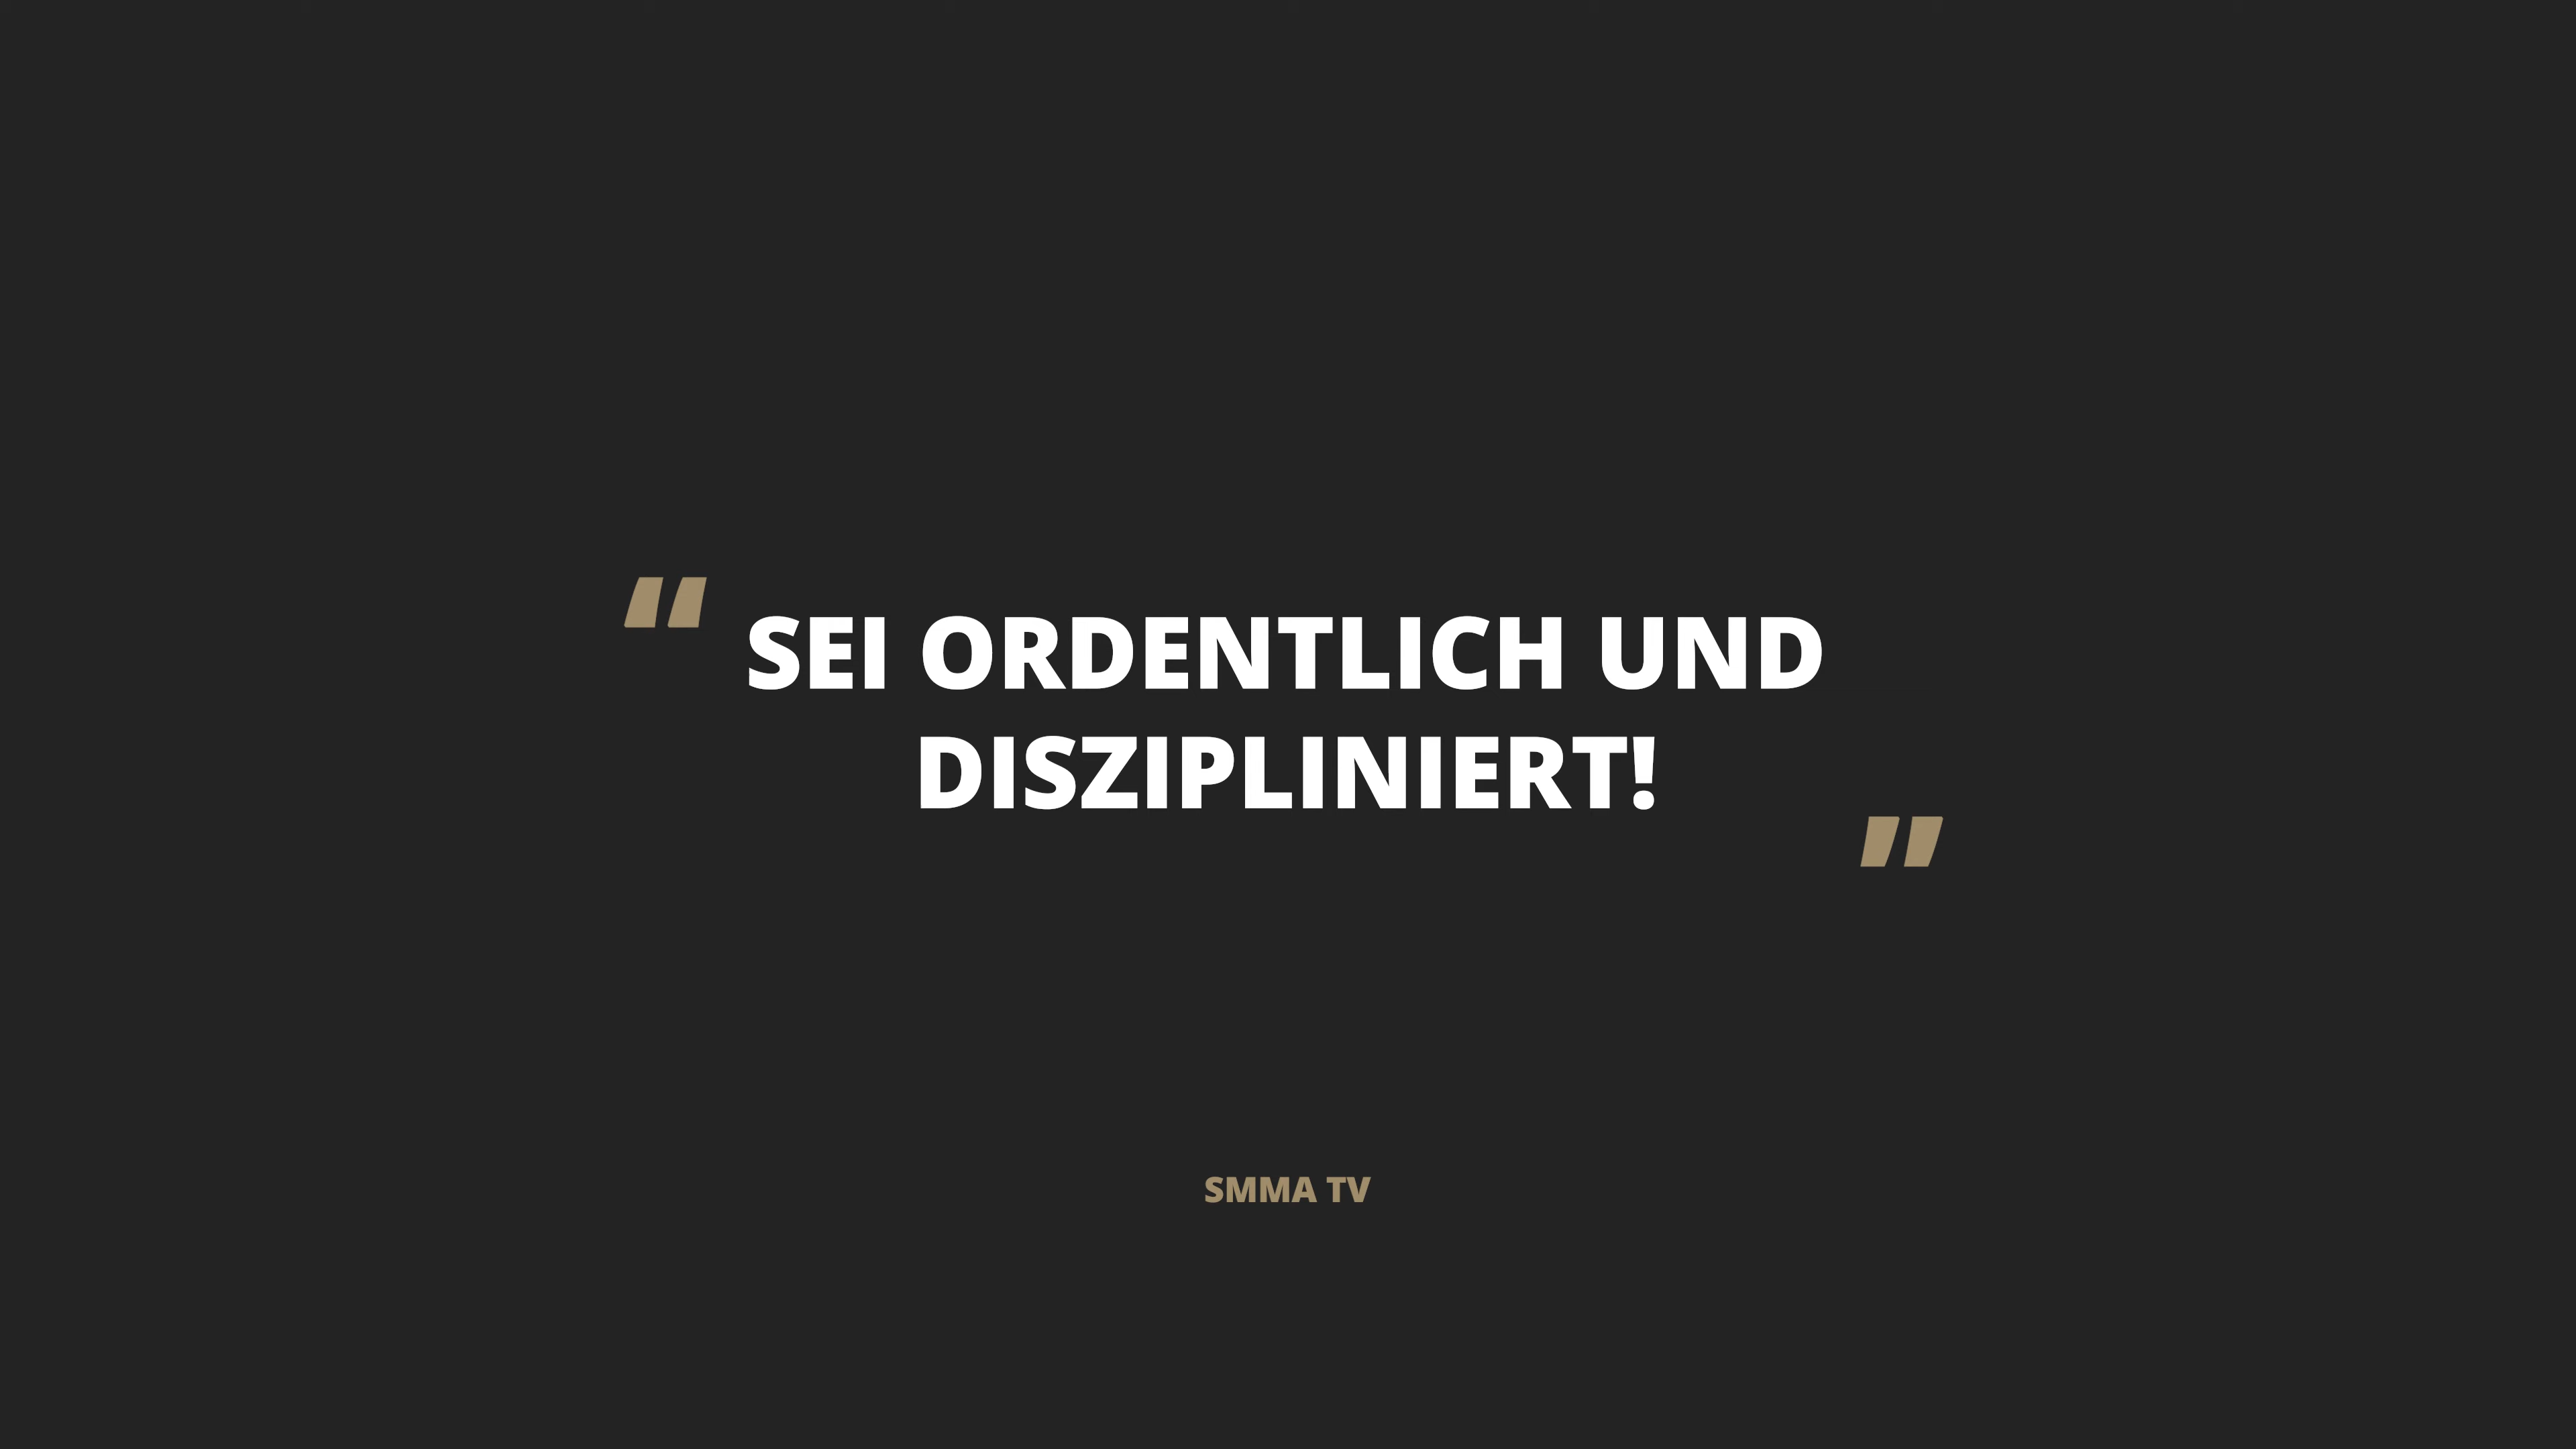 “ SEI ORDENTLICH UND
DISZIPLINIERT! ”
SMMA TV